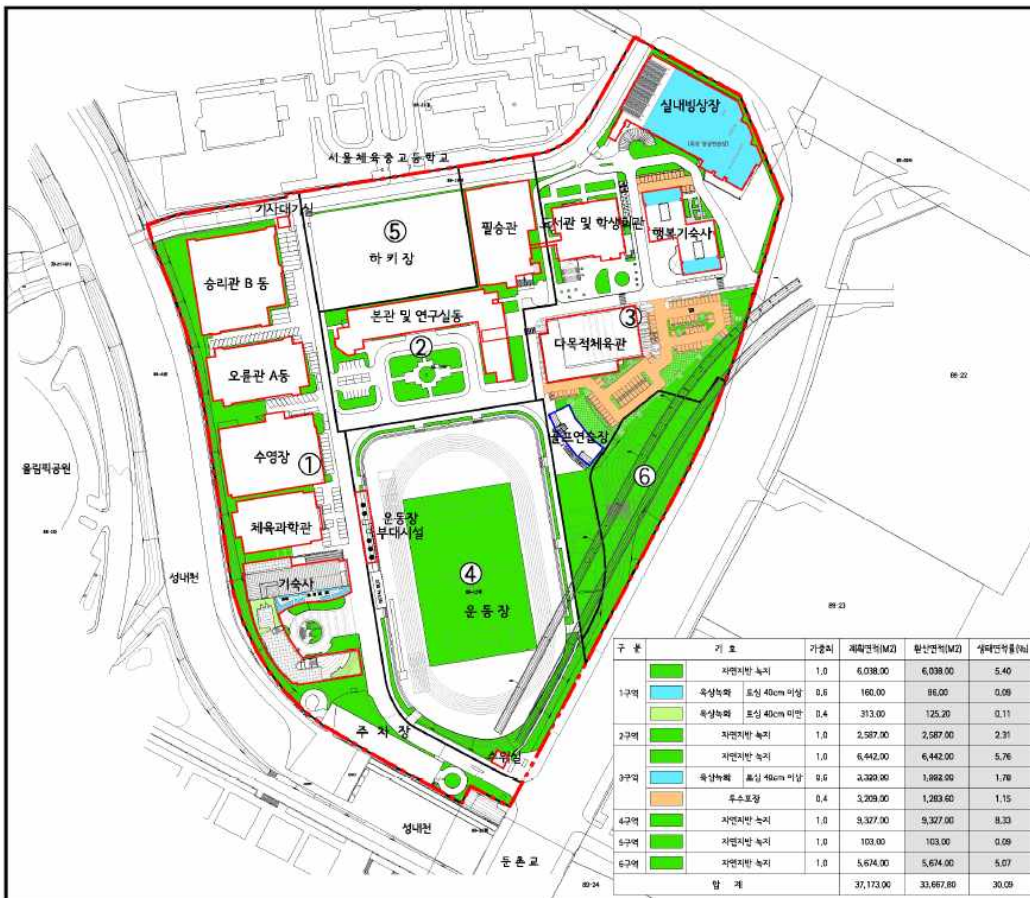 실내빙상장
서울체육중고등학교
기사대기실
⑤
하키장
필승관
도서관 및 학생회관
행복기숙사
승리관 B 동
본관 및 연구실동
②
③
다목적체육관
오륜관 A동
골프연습장
수영장
①
⑥
올림픽공원
체육과학관
운동장
부대시설
기숙사
④
운동장
성내천
주 차 장
수위실
성내천
둔촌교
89-22
89-23
89-24
구 분 기 호 가중치 계획면적(M2) 환산면적(M2) 생태면적률(%)
1구역 자연지반 녹지 1.0 6,038.00 6,038.00 5.40
옥상녹화 토심 40cm 이상 0.6 160.00 96.00 0.09
옥상녹화 토심 40cm 미만 0.4 313.00 125.20 0.11
2구역 자연지반 녹지 1.0 2,587.00 2,587.00 2.31
3구역 자연지반 녹지 1.0 6,442.00 6,442.00 5.76
옥상녹화 토심 40cm 이상 0.6 3,320.00 1,992.00 1.78
투수포장 0.4 3,209.00 1,283.60 1.15
4구역 자연지반 녹지 1.0 9,327.00 9,327.00 8.33
5구역 자연지반 녹지 1.0 103.00 103.00 0.09
6구역 자연지반 녹지 1.0 5,674.00 5,674.00 5.07
합 계 37,173.00 33,667.80 30.09